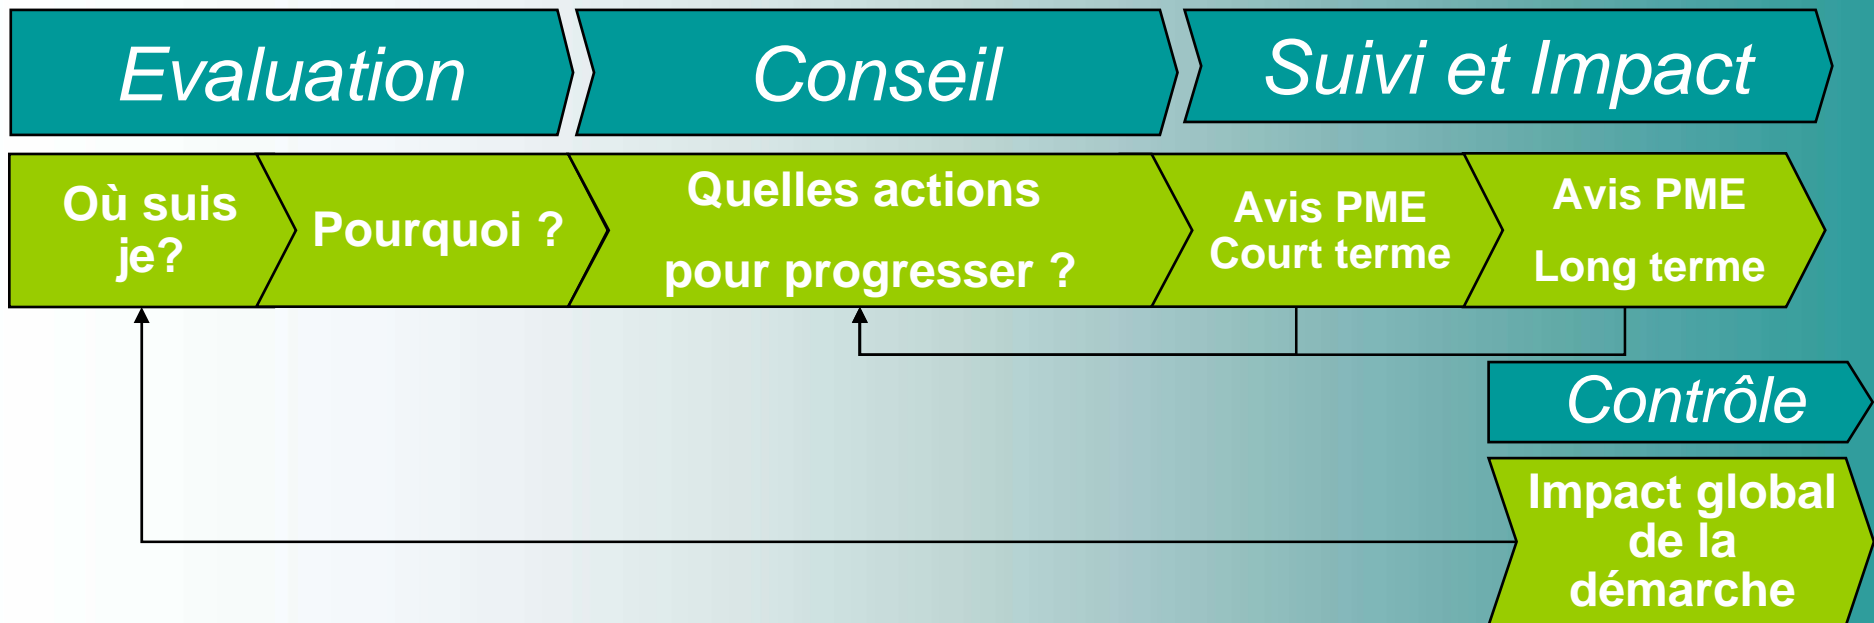 Evaluation
Conseil
Suivi et Impact
Où suis
je?
Pourquoi ?
Quelles actions
pour progresser ?
Avis PME
Court terme
Avis PME
Long terme
Contrôle
Impact global
de la
démarche